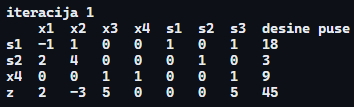 iteracija 1
x1 x2 x3 x4 s1 s2 s3 desine puse
s1 -1 1 0 0 1 0 1 18
s2 2 4 0 0 0 1 0 3
x4 0 0 1 1 0 0 1 9
z 2 -3 5 0 0 0 5 45